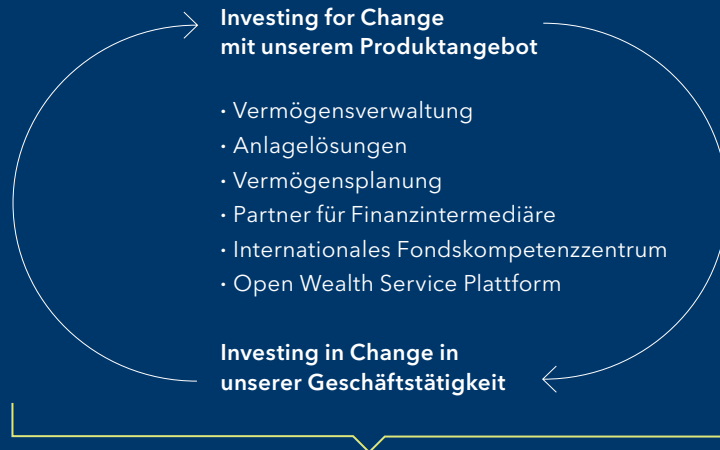 Investing for Change
mit unserem Produktangebot
· Vermögensverwaltung
· Anlagelösungen
· Vermögensplanung
· Partner für Finanzintermediäre
· Internationales Fondskompetenzzentrum
· Open Wealth Service Plattform
Investing in Change in
unserer Geschäftstätigkeit